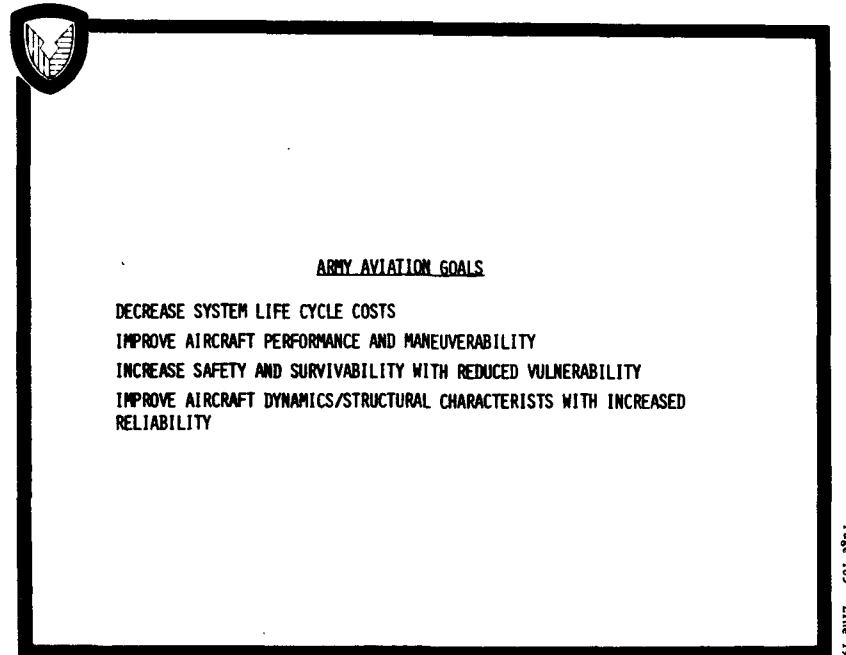 ARMY AVIATION GOALS
DECREASE SYSTEM LIFE CYCLE COSTS
IMPROVE AIRCRAFT PERFORMANCE AND MANEUVERABILITY
INCREASE SAFETY AND SURVIVABILITY WITH REDUCED VULNERABILITY
IMPROVE AIRCRAFT DYNAMICS/STRUCTURAL CHARACTERISTS WITH INCREASED
RELIABILITY